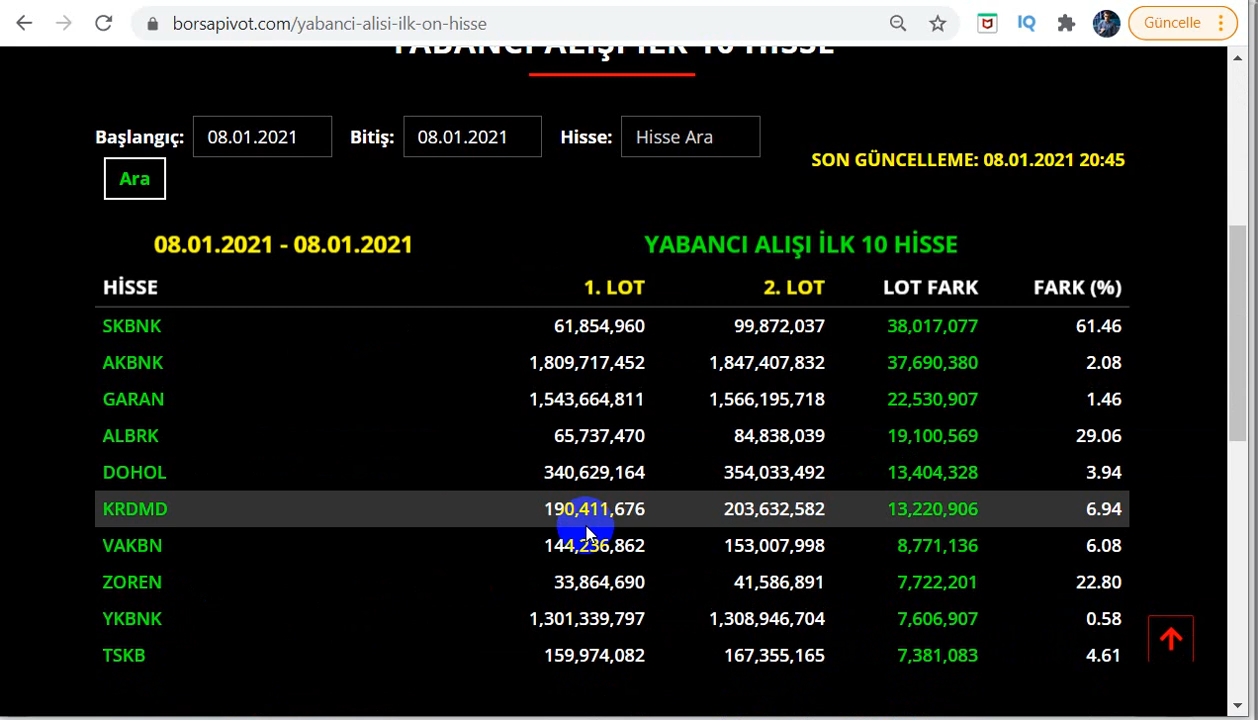 borsapivot.com/yabanci-alisi-ilk-on-hisse
IQ
Güncelle
YABANCI ALIŞI İLK 10 HİSSE
Başlangıç: 08.01.2021 Bitiş: 08.01.2021 Hisse: Hisse Ara
SON GÜNCELLEME: 08.01.2021 20:45
Ara
08.01.2021 - 08.01.2021 YABANCI ALIŞI İLK 10 HİSSE
HİSSE 1. LOT 2. LOT LOT FARK FARK (%)
SKBNK 61,854,960 99,872,037 38,017,077 61.46
AKBNK 1,809,717,452 1,847,407,832 37,690,380 2.08
GARAN 1,543,664,811 1,566,195,718 22,530,907 1.46
ALBRK 65,737,470 84,838,039 19,100,569 29.06
DOHOL 340,629,164 354,033,492 13,404,328 3.94
KRDMD 190,411,676 203,632,582 13,220,906 6.94
VAKBN 144,236,862 153,007,998 8,771,136 6.08
ZOREN 33,864,690 41,586,891 7,722,201 22.80
YKBNK 1,301,339,797 1,308,946,704 7,606,907 0.58
TSKB 159,974,082 167,355,165 7,381,083 4.61